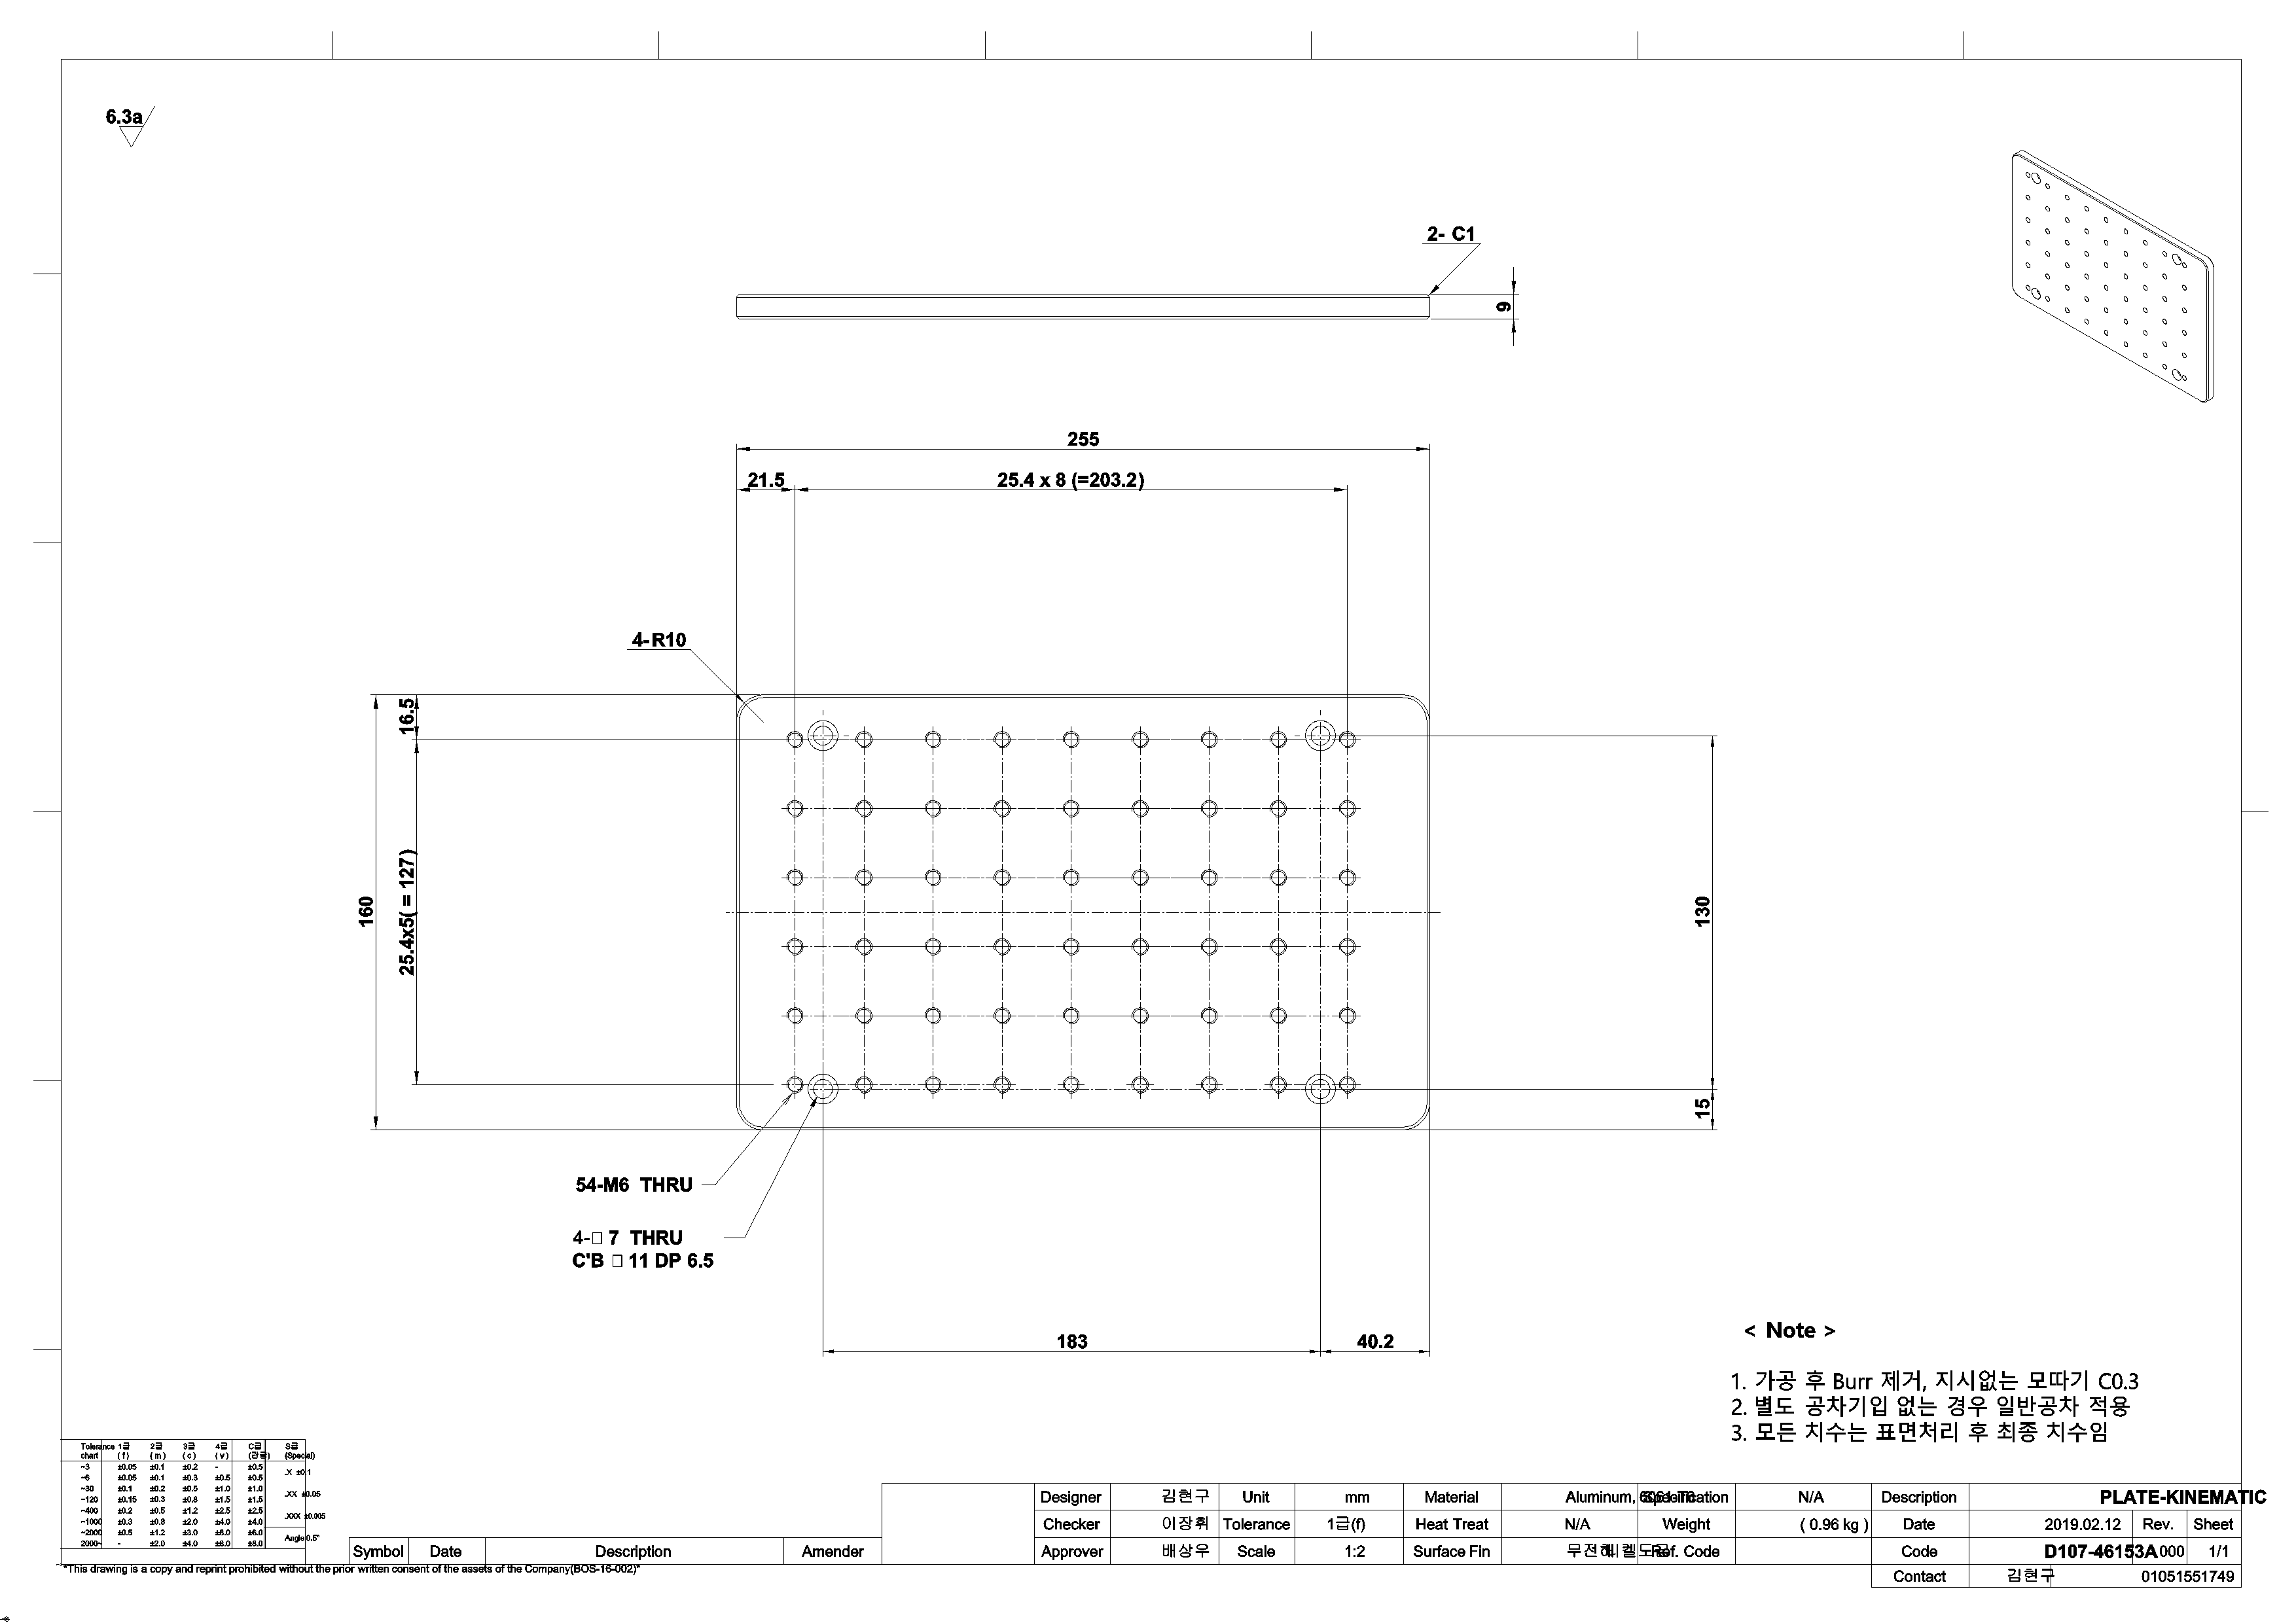 6.3a
2- C1
9
255
21.5
25.4 x 8 (=203.2)
4-R10
16.5
160
25.4x5( = 127)
130
15
54-M6 THRU
4-□ 7 THRU
C'B □ 11 DP 6.5
183
40.2
< Note >
1. 가공 후 Burr 제거, 지시없는 모따기 C0.3
2. 별도 공차기입 없는 경우 일반공차 적용
3. 모든 치수는 표면처리 후 최종 치수임
Tolerance 1급 2급 3급 4급 C급 S급
chart (f) (m) (c) (v) (Special)
~3 ±0.05 ±0.1 ±0.2 - ±0.5
.X ±0.1
~6 ±0.05 ±0.1 ±0.3 ±0.5 ±0.5
~30 ±0.1 ±0.2 ±0.5 ±1.0 ±1.0
.XX ±0.05
~120 ±0.15 ±0.3 ±0.8 ±1.5 ±1.5
~400 ±0.2 ±0.5 ±1.2 ±2.5 ±2.5
.XXX ±0.005
~1000 ±0.3 ±0.8 ±2.0 ±4.0 ±4.0
~2000 ±0.5 ±1.2 ±3.0 ±6.0 ±6.0
Angle 0.5°
2000~ - ±2.0 ±4.0 ±8.0 ±8.0
Symbol Date Description Amender
*This drawing is a copy and reprint prohibited without the prior written consent of the assets of the Company(BOS-16-002)*
Designer 김현구 Unit mm Material Aluminum, 6061-T6 Specification N/A Description PLATE-KINEMATIC
Checker 이장휘 Tolerance 1급(f) Heat Treat N/A Weight ( 0.96 kg ) Date 2019.02.12 Rev. Sheet
Approver 배상우 Scale 1:2 Surface Fin 무전해 Ref. Code Code D107-46153A 000 1/1
Contact 김현구 01051551749